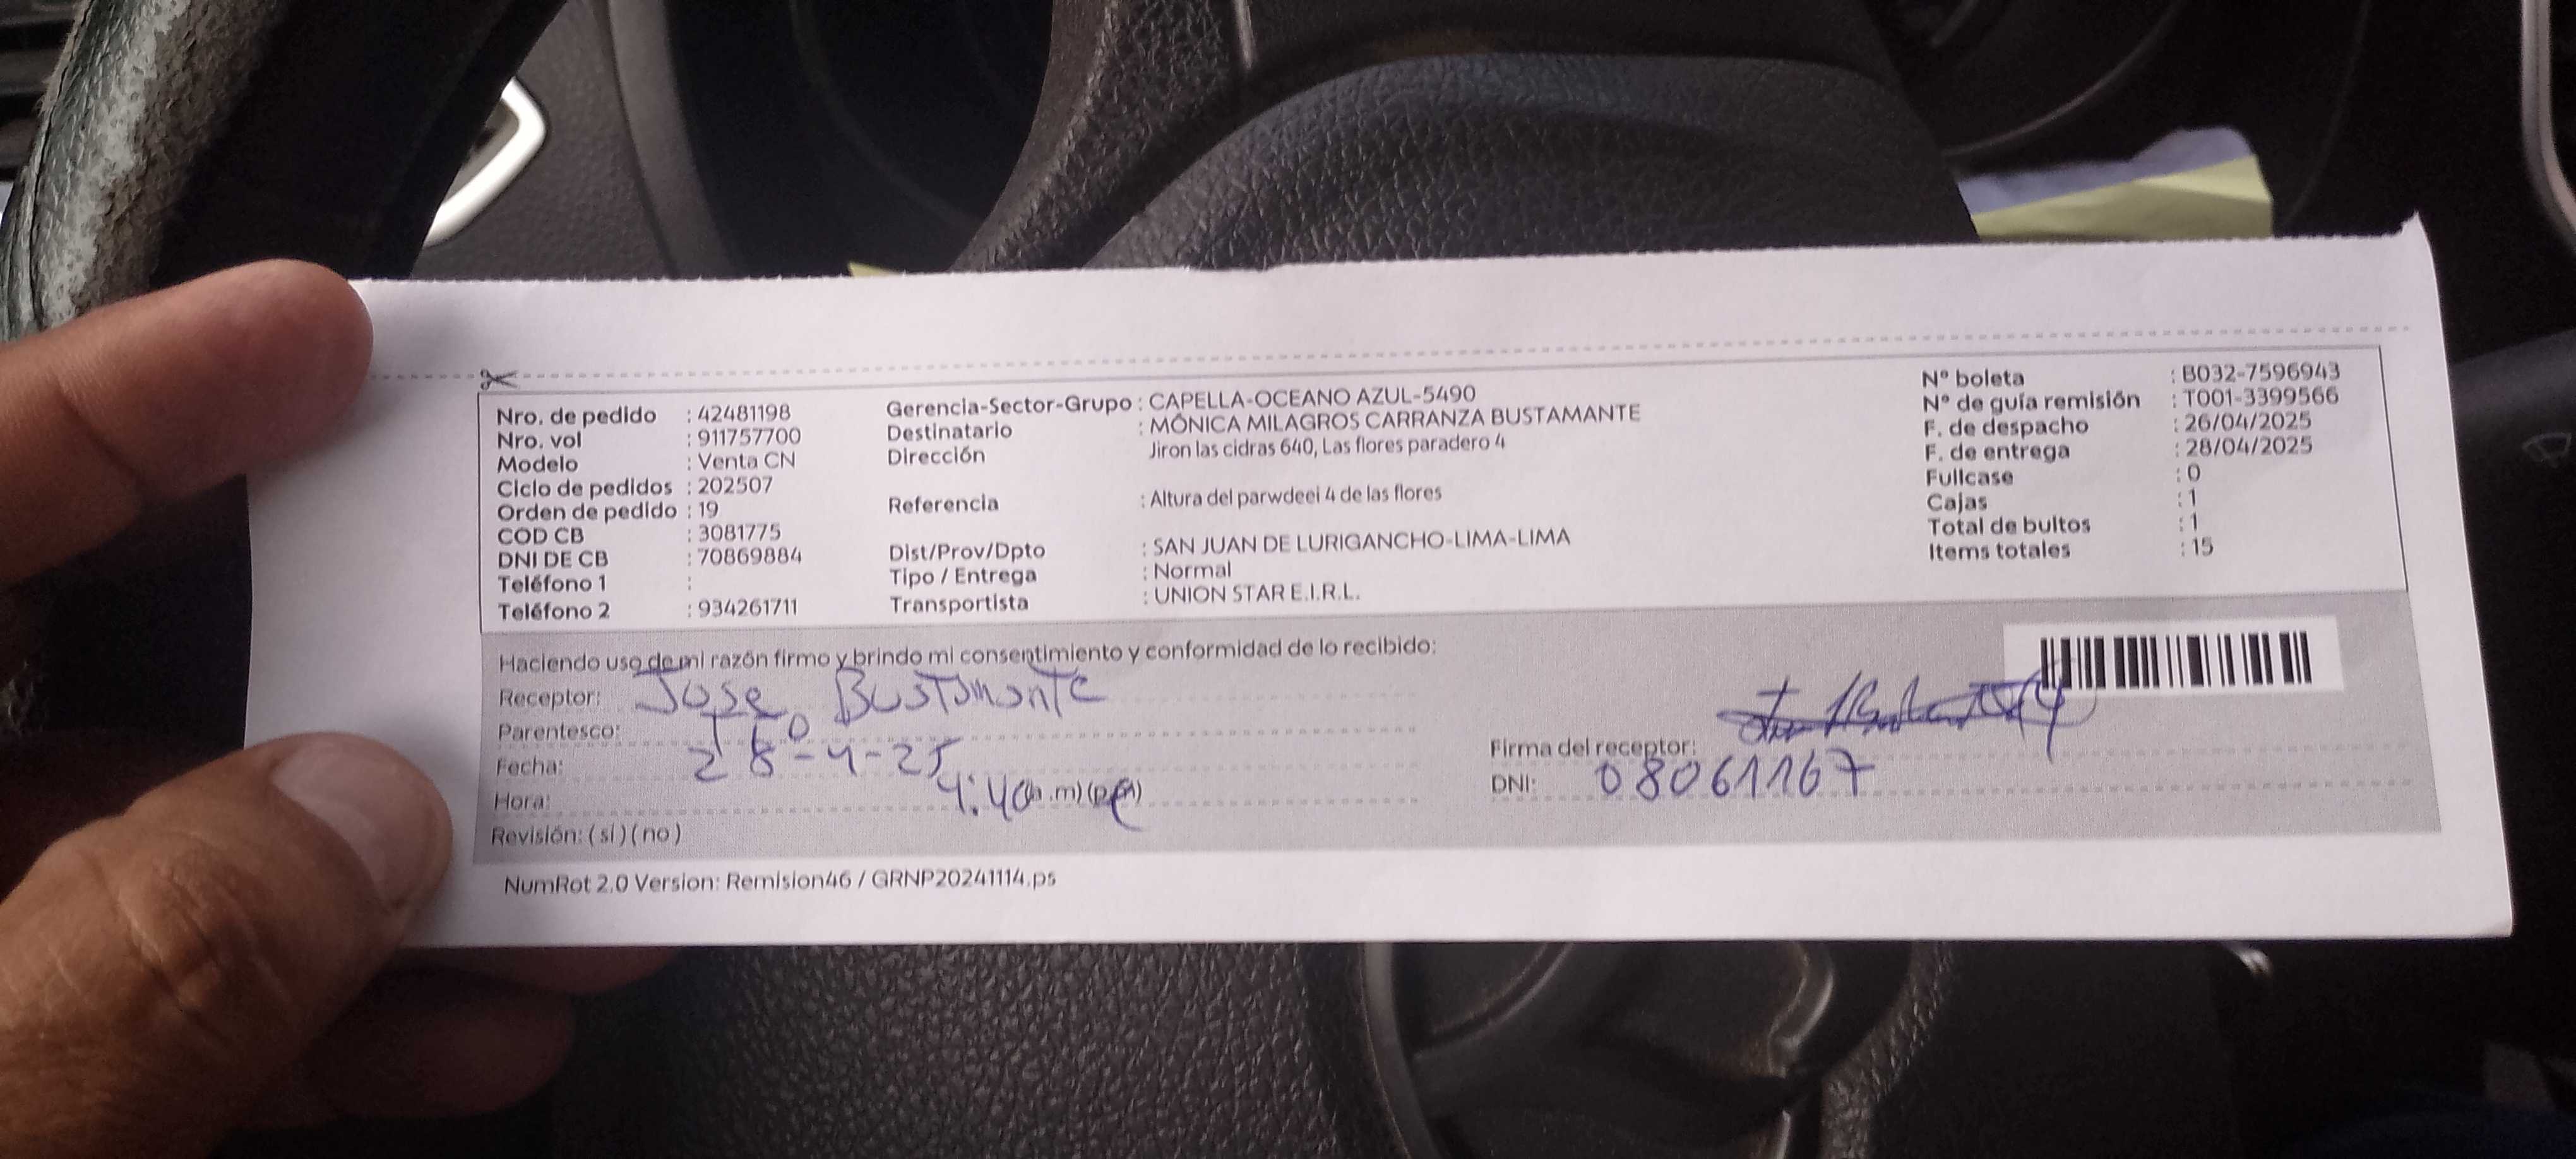 Nro. de pedido : 42481198
Nro. vol : 911757700
Modelo : Venta CN
Ciclo de pedidos : 202507
Orden de pedido : 19
COD CB : 3081775
DNI DE CB : 70869884
Teléfono 1 :
Teléfono 2 : 934261711
Gerencia-Sector-Grupo : CAPELLA-OCEANO AZUL-5490
Destinatario : MÓNICA MILAGROS CARRANZA BUSTAMANTE
Dirección Jiron las cidras 640, Las flores paradero 4
Referencia : Altura del parwdeei 4 de las flores
Dist/Prov/Dpto : SAN JUAN DE LURIGANCHO-LIMA-LIMA
Tipo / Entrega : Normal
Transportista : UNION STAR E.I.R.L.
Nº boleta : B032-7596943
Nº de guía remisión : T001-3399566
F. de despacho : 26/04/2025
F. de entrega : 28/04/2025
Fullcase : 0
Cajas : 1
Total de bultos : 1
Items totales : 15
Haciendo uso de mi razón firmo y brindo mi consentimiento y conformidad de lo recibido:
Receptor: Jose Bustamante
Parentesco: TIO
Fecha: 28-4-25
Hora: 4:40 (a.m) (p.m)
Revisión: ( si ) ( no )
Firma del receptor:
DNI: 08061167
NumRot 2.0 Version: Remision46 / GRNP20241114.ps